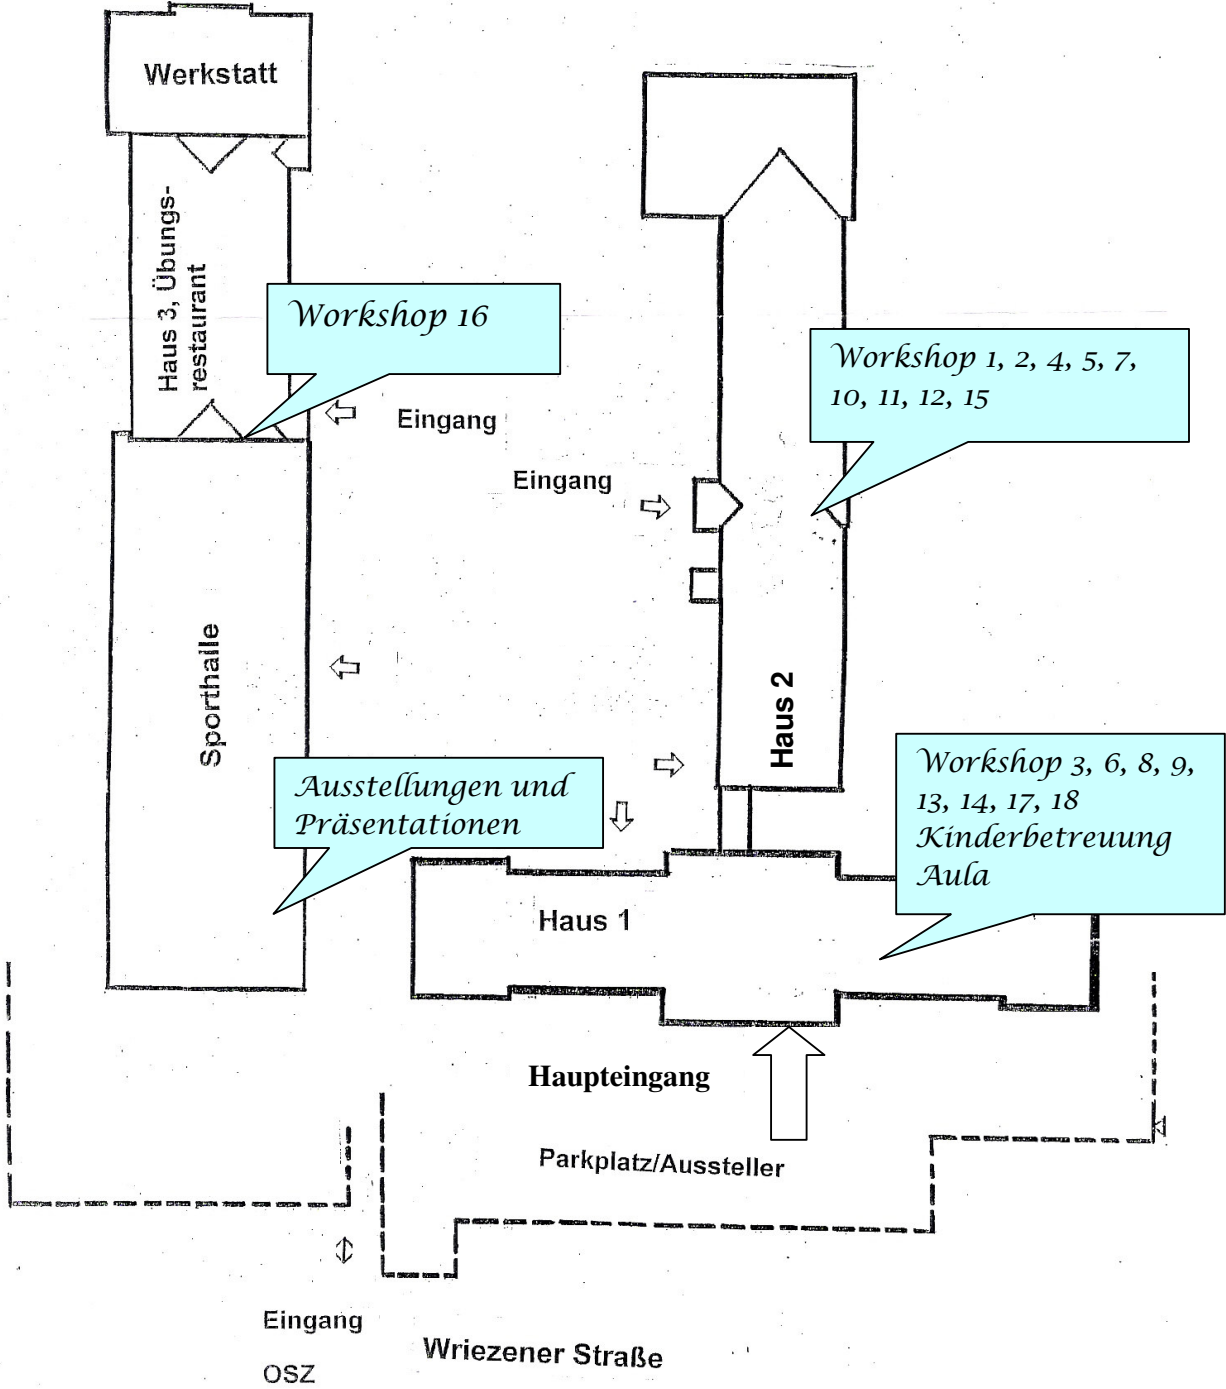 Werkstatt
Haus 3, Übungs-
restaurant
Workshop 16
Workshop 1, 2, 4, 5, 7,
10, 11, 12, 15
Eingang
Eingang
Sporthalle
Haus 2
Workshop 3, 6, 8, 9,
13, 14, 17, 18
Kinderbetreuung
Aula
Ausstellungen und
Präsentationen
Haus 1
Haupteingang
Parkplatz/Aussteller
Eingang
OSZ
Wriezener Straße